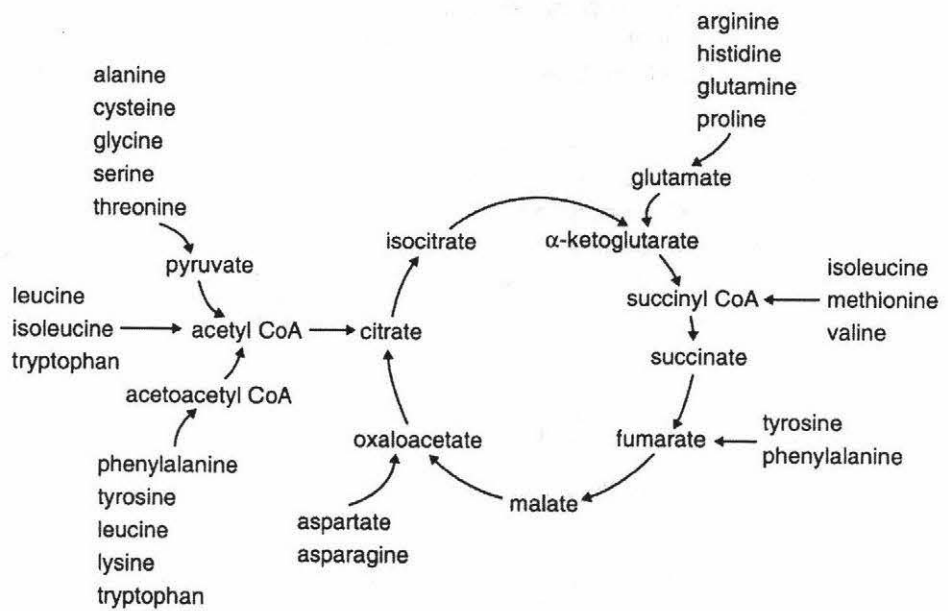 alanine
cysteine
glycine
serine
threonine
pyruvate
leucine
isoleucine
tryptophan
acetyl CoA
acetoacetyl CoA
phenylalanine
tyrosine
leucine
lysine
tryptophan
citrate
isocitrate
arginine
histidine
glutamine
proline
glutamate
α-ketoglutarate
succinyl CoA
isoleucine
methionine
valine
succinate
fumarate
tyrosine
phenylalanine
malate
oxaloacetate
aspartate
asparagine